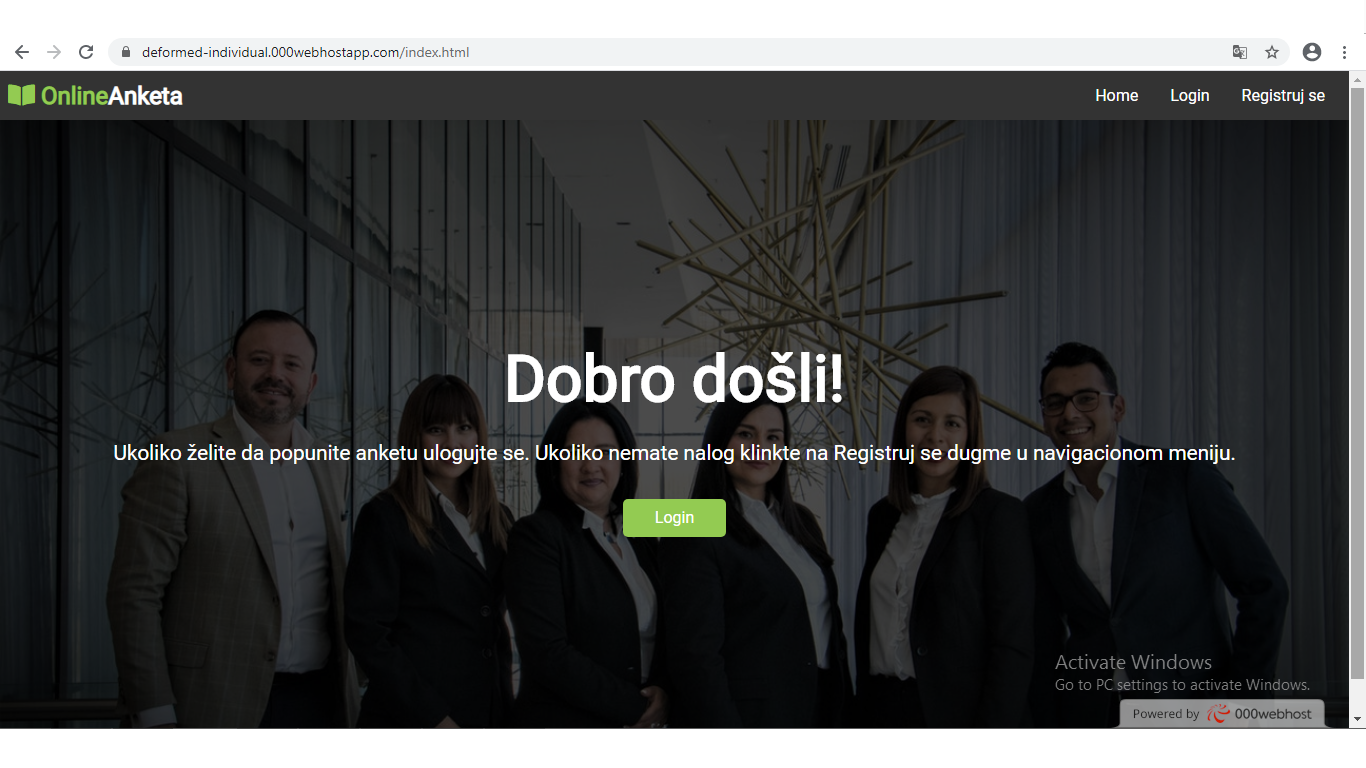 deformed-individual.000webhostapp.com/index.html
OnlineAnketa
Home Login Registruj se
Dobro došli!
Ukoliko želite da popunite anketu ulogujte se. Ukoliko nemate nalog klinkte na Registruj se dugme u navigacionom meniju.
Login
Activate Windows
Go to PC settings to activate Windows.
Powered by 000webhost